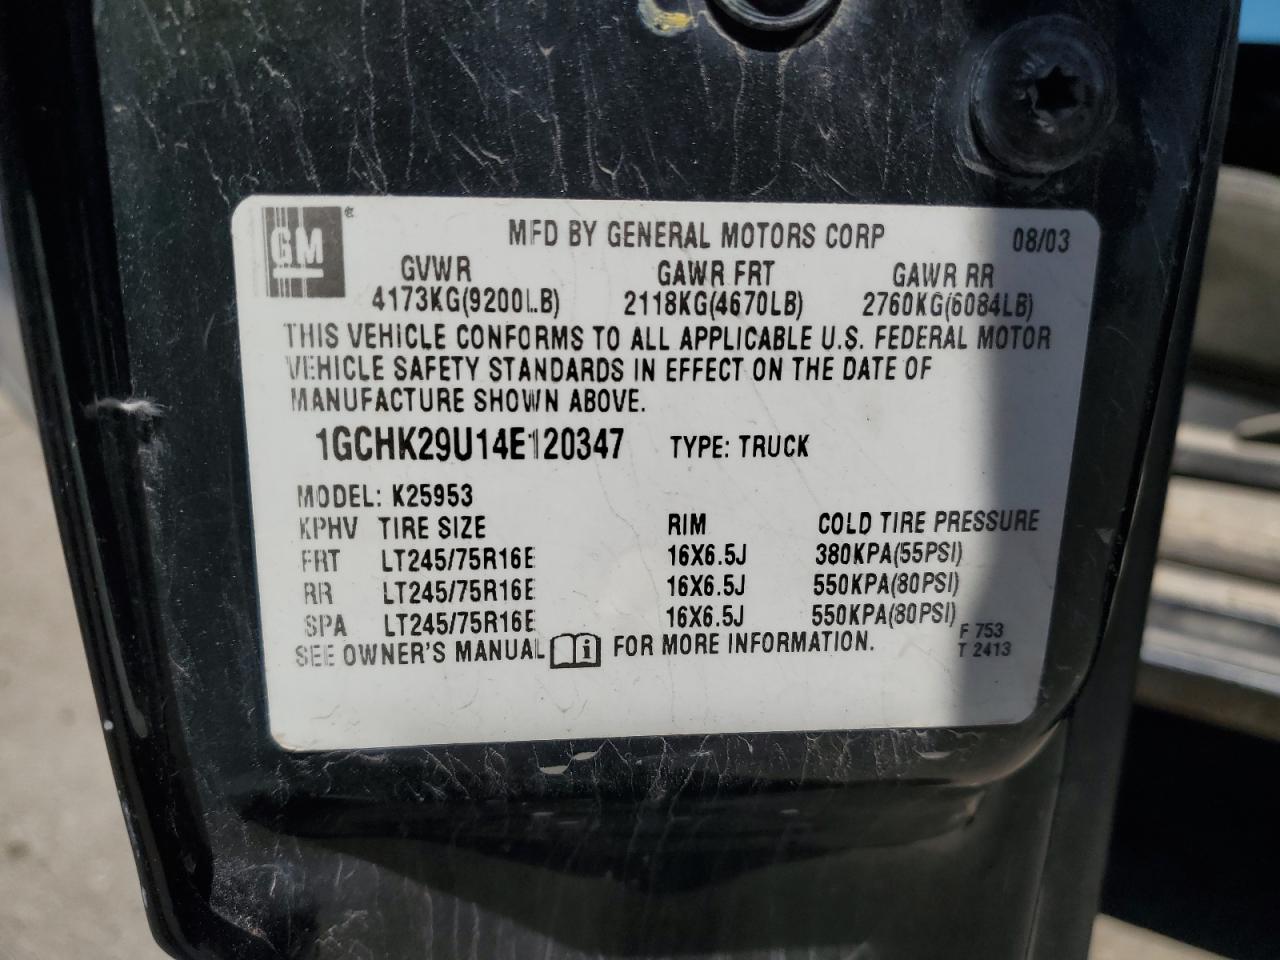 GM ®
MFD BY GENERAL MOTORS CORP 08/03
GVWR GAWR FRT GAWR RR
4173KG(9200LB) 2118KG(4670LB) 2760KG(6084LB)
THIS VEHICLE CONFORMS TO ALL APPLICABLE U.S. FEDERAL MOTOR
VEHICLE SAFETY STANDARDS IN EFFECT ON THE DATE OF
MANUFACTURE SHOWN ABOVE.
1GCHK29U14E120347 TYPE: TRUCK
MODEL: K25953
KPHV TIRE SIZE RIM COLD TIRE PRESSURE
FRT LT245/75R16E 16X6.5J 380KPA(55PSI)
RR LT245/75R16E 16X6.5J 550KPA(80PSI)
SPA LT245/75R16E 16X6.5J 550KPA(80PSI)
SEE OWNER'S MANUAL i FOR MORE INFORMATION.
F 753
T 2413